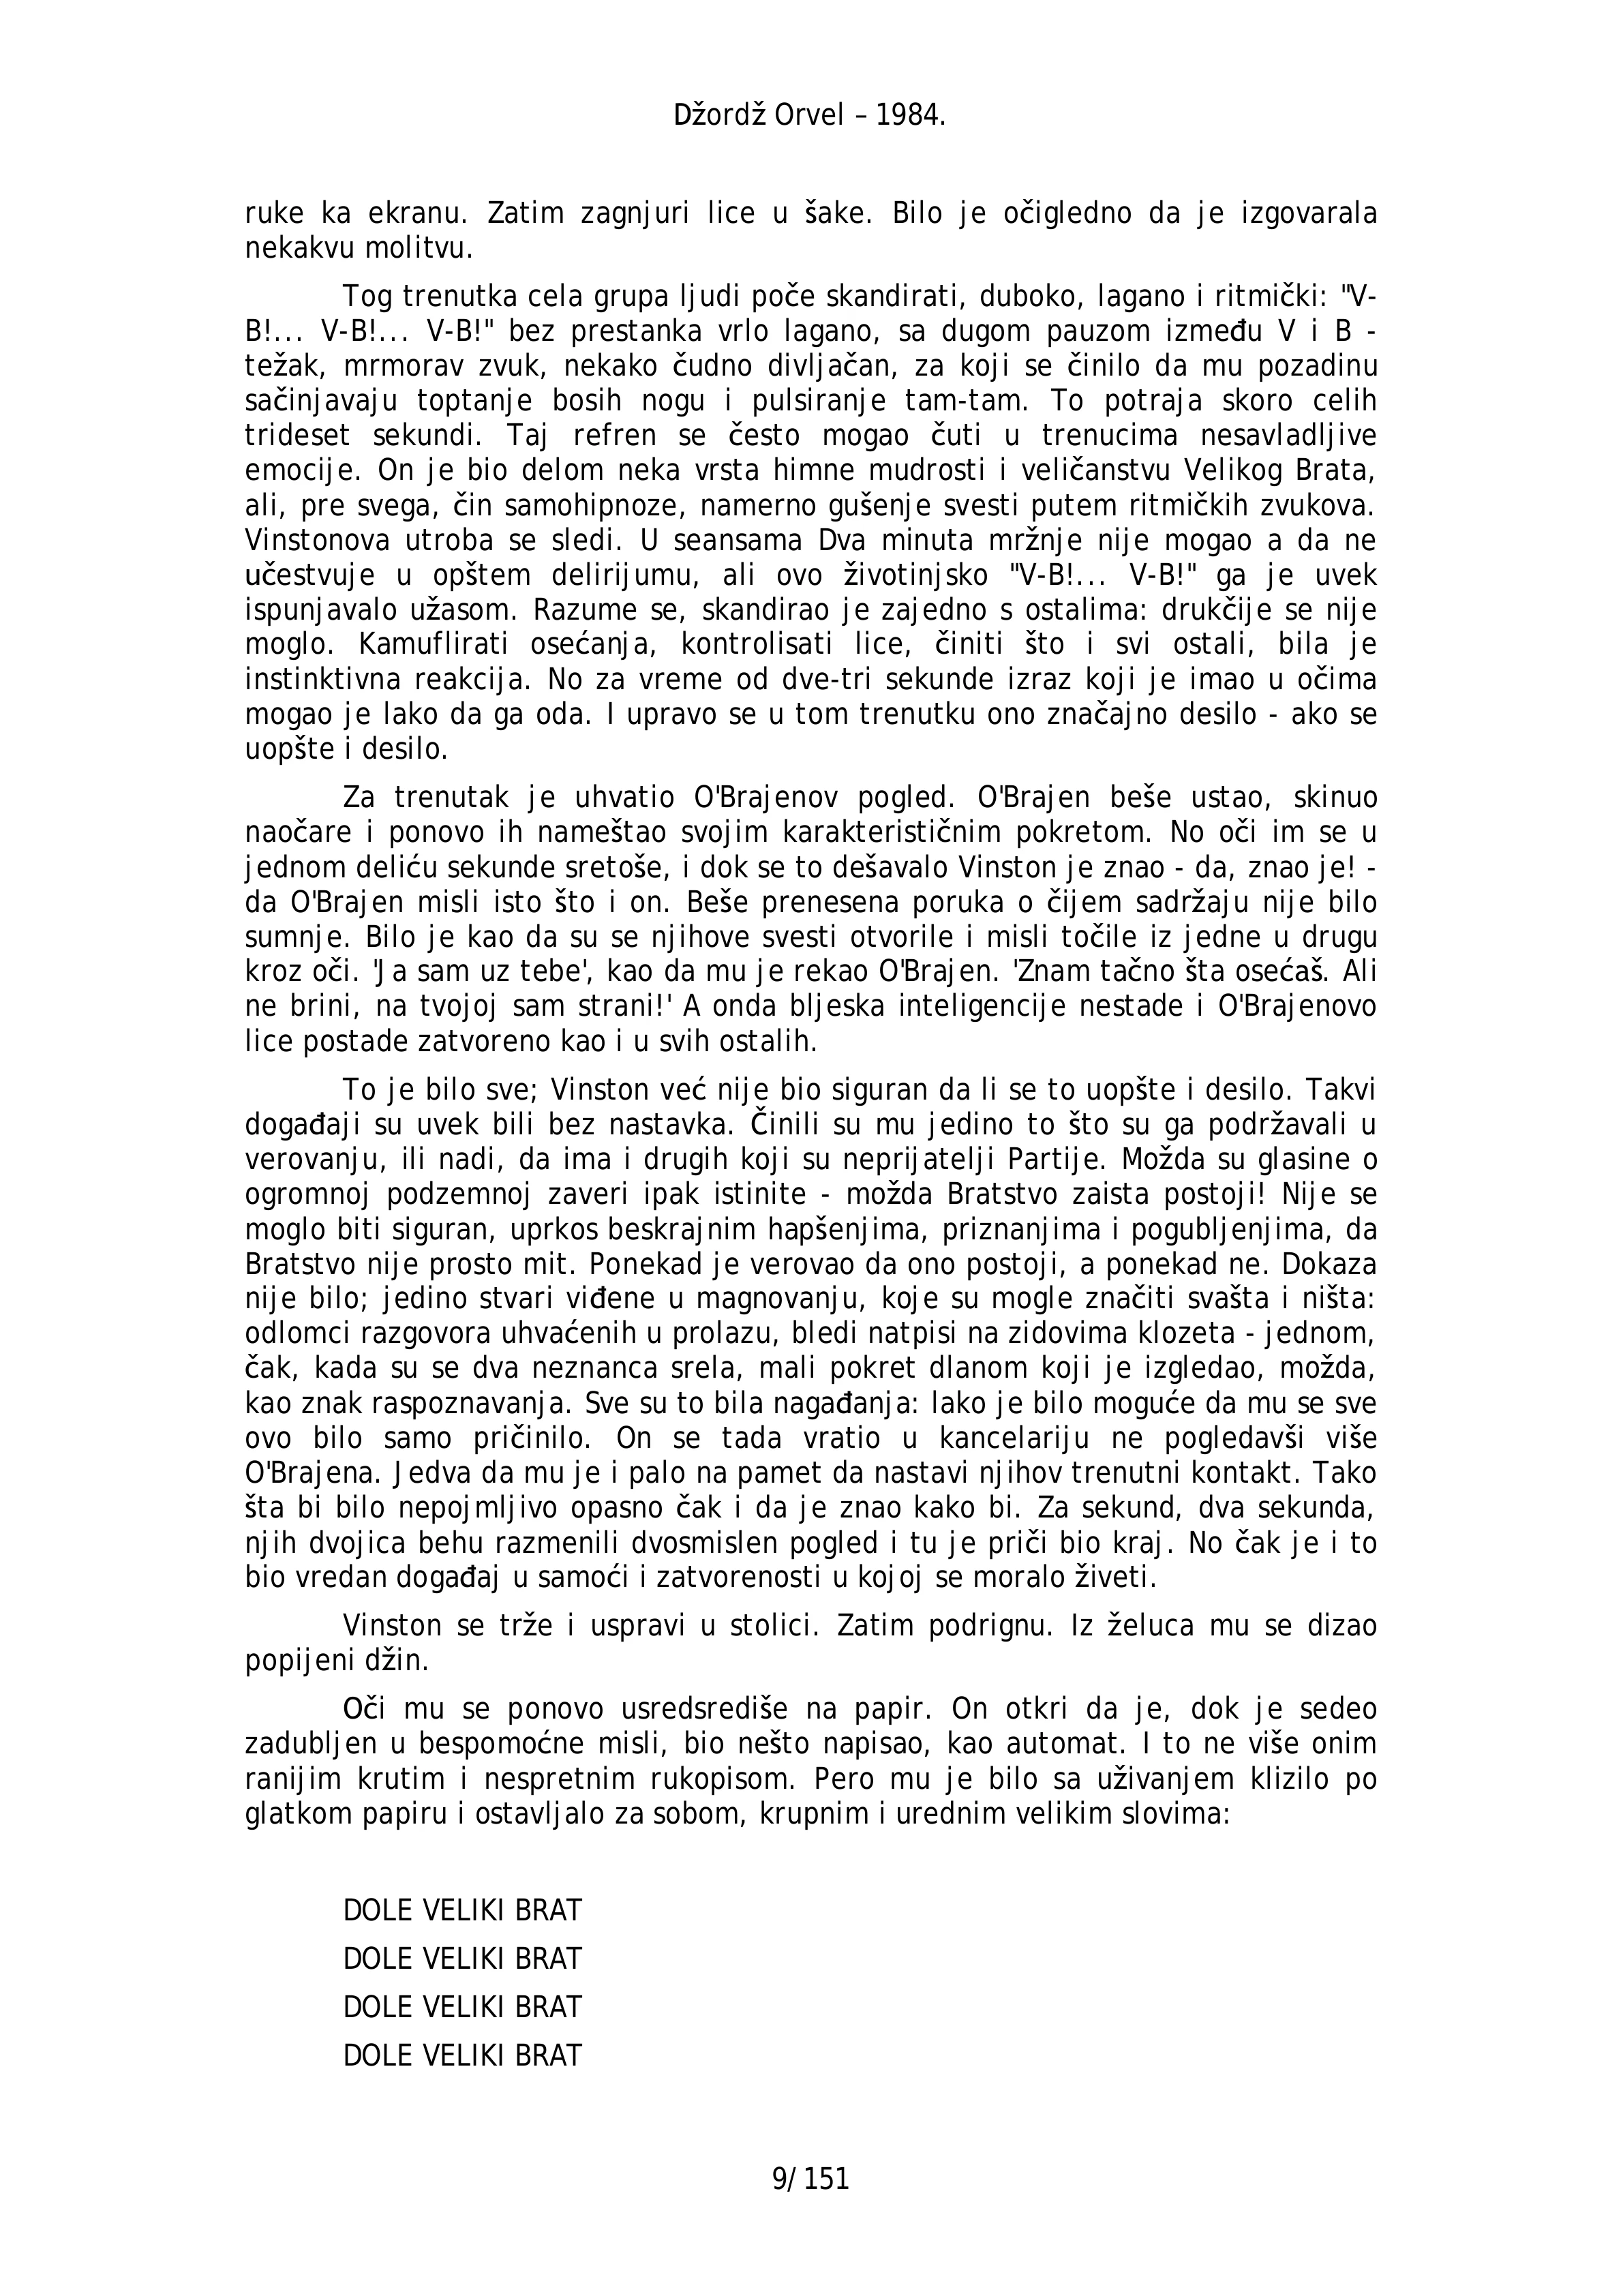 Džordž Orvel – 1984.
ruke ka ekranu. Zatim zagnjuri lice u šake. Bilo je očigledno da je izgovarala
nekakvu molitvu.
Tog trenutka cela grupa ljudi poče skandirati, duboko, lagano i ritmički: "V-
B!... V-B!... V-B!" bez prestanka vrlo lagano, sa dugom pauzom između V i B -
težak, mrmorav zvuk, nekako čudno divljačan, za koji se činilo da mu pozadinu
sačinjavaju toptanje bosih nogu i pulsiranje tam-tam. To potraja skoro celih
trideset sekundi. Taj refren se često mogao čuti u trenucima nesavladljive
emocije. On je bio delom neka vrsta himne mudrosti i veličanstvu Velikog Brata,
ali, pre svega, čin samohipnoze, namerno gušenje svesti putem ritmičkih zvukova.
Vinstonova utroba se sledi. U seansama Dva minuta mržnje nije mogao a da ne
učestvuje u opštem delirijumu, ali ovo životinjsko "V-B!... V-B!" ga je uvek
ispunjavalo užasom. Razume se, skandirao je zajedno s ostalima: drukčije se nije
moglo. Kamuflirati osećanja, kontrolisati lice, činiti što i svi ostali, bila je
instinktivna reakcija. No za vreme od dve-tri sekunde izraz koji je imao u očima
mogao je lako da ga oda. I upravo se u tom trenutku ono značajno desilo - ako se
uopšte i desilo.
Za trenutak je uhvatio O'Brajenov pogled. O'Brajen beše ustao, skinuo
naočare i ponovo ih nameštao svojim karakterističnim pokretom. No oči im se u
jednom deliću sekunde sretoše, i dok se to dešavalo Vinston je znao - da, znao je! -
da O'Brajen misli isto što i on. Beše prenesena poruka o čijem sadržaju nije bilo
sumnje. Bilo je kao da su se njihove svesti otvorile i misli točile iz jedne u drugu
kroz oči. 'Ja sam uz tebe', kao da mu je rekao O'Brajen. 'Znam tačno šta osećaš. Ali
ne brini, na tvojoj sam strani!' A onda bljeska inteligencije nestade i O'Brajenovo
lice postade zatvoreno kao i u svih ostalih.
To je bilo sve; Vinston već nije bio siguran da li se to uopšte i desilo. Takvi
događaji su uvek bili bez nastavka. Činili su mu jedino to što su ga podržavali u
verovanju, ili nadi, da ima i drugih koji su neprijatelji Partije. Možda su glasine o
ogromnoj podzemnoj zaveri ipak istinite - možda Bratstvo zaista postoji! Nije se
moglo biti siguran, uprkos beskrajnim hapšenjima, priznanjima i pogubljenjima, da
Bratstvo nije prosto mit. Ponekad je verovao da ono postoji, a ponekad ne. Dokaza
nije bilo; jedino stvari viđene u magnovanju, koje su mogle značiti svašta i ništa:
odlomci razgovora uhvaćenih u prolazu, bledi natpisi na zidovima klozeta - jednom,
čak, kada su se dva neznanca srela, mali pokret dlanom koji je izgledao, možda,
kao znak raspoznavanja. Sve su to bila nagađanja: lako je bilo moguće da mu se sve
ovo bilo samo pričinilo. On se tada vratio u kancelariju ne pogledavši više
O'Brajena. Jedva da mu je i palo na pamet da nastavi njihov trenutni kontakt. Tako
šta bi bilo nepojmljivo opasno čak i da je znao kako bi. Za sekund, dva sekunda,
njih dvojica behu razmenili dvosmislen pogled i tu je priči bio kraj. No čak je i to
bio vredan događaj u samoći i zatvorenosti u kojoj se moralo živeti.
Vinston se trže i uspravi u stolici. Zatim podrignu. Iz želuca mu se dizao
popijeni džin.
Oči mu se ponovo usredsrediše na papir. On otkri da je, dok je sedeo
zadubljen u bespomoćne misli, bio nešto napisao, kao automat. I to ne više onim
ranijim krutim i nespretnim rukopisom. Pero mu je bilo sa uživanjem klizilo po
glatkom papiru i ostavljalo za sobom, krupnim i urednim velikim slovima:
DOLE VELIKI BRAT
DOLE VELIKI BRAT
DOLE VELIKI BRAT
DOLE VELIKI BRAT
9/151